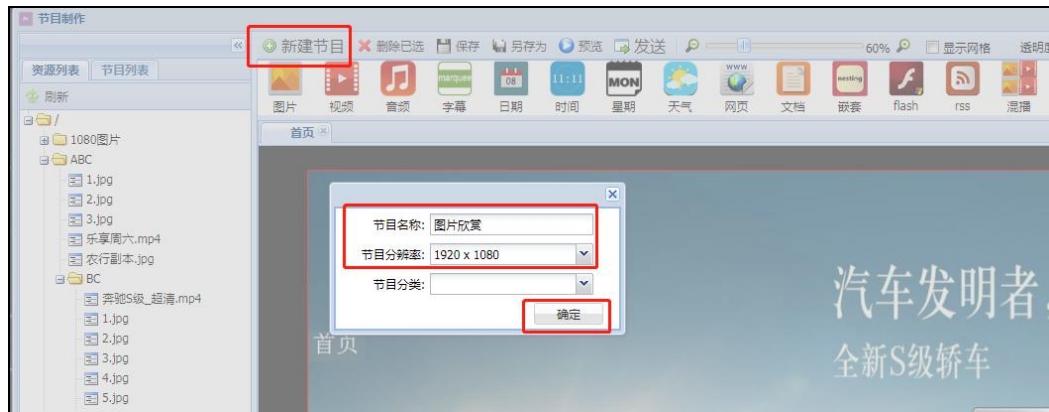 节目制作
新建节目 删除已选 保存 另存为 预览 发送 60% 显示网格 透明度
资源列表 节目列表
marquee 08 11:11 MON WWW nesting
刷新
图片 视频 音频 字幕 日期 时间 星期 天气 网页 文档 嵌套 flash rss 混播
/
首页
1080图片
ABC
1.jpg
2.jpg
3.jpg
乐享周六.mp4
农行副本.jpg
BC
奔驰S级_超清.mp4
1.jpg
2.jpg
3.jpg
4.jpg
5.jpg
节目名称: 图片欣赏
节目分辨率: 1920 x 1080
节目分类:
确定
首页
汽车发明者,
全新S级轿车